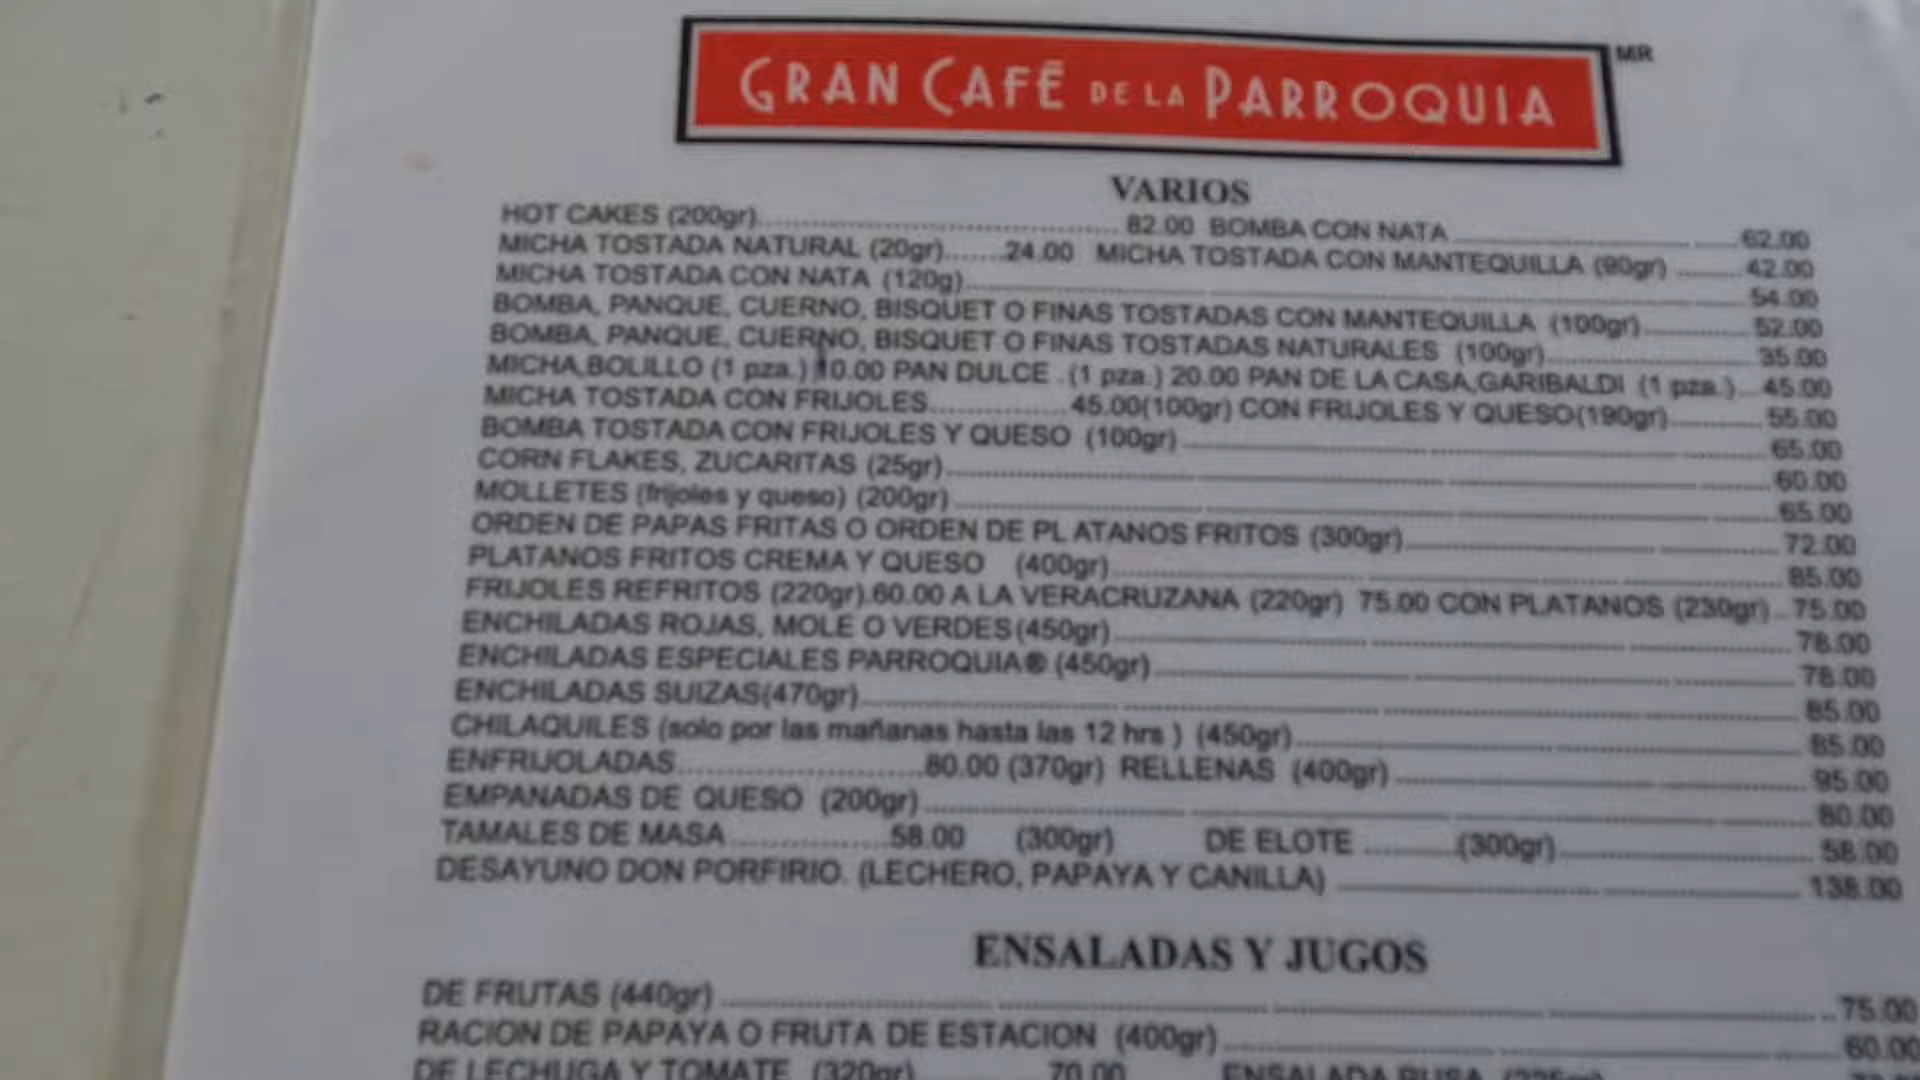 GRAN CAFÉ DE LA PARROQUIA MR
VARIOS
HOT CAKES (200gr)........................................ 82.00 BOMBA CON NATA........................................62.00
MICHA TOSTADA NATURAL (20gr).......24.00 MICHA TOSTADA CON MANTEQUILLA (90gr) .........42.00
MICHA TOSTADA CON NATA (120g)........................................54.00
BOMBA, PANQUE, CUERNO, BISQUET O FINAS TOSTADAS CON MANTEQUILLA (100gr)............52.00
BOMBA, PANQUE, CUERNO, BISQUET O FINAS TOSTADAS NATURALES (100gr)........................35.00
MICHA,BOLILLO (1 pza.) 10.00 PAN DULCE .(1 pza.) 20.00 PAN DE LA CASA,GARIBALDI (1 pza.)...45.00
MICHA TOSTADA CON FRIJOLES................45.00(100gr) CON FRIJOLES Y QUESO(190gr)............55.00
BOMBA TOSTADA CON FRIJOLES Y QUESO (100gr)........................................65.00
CORN FLAKES, ZUCARITAS (25gr)........................................60.00
MOLLETES (frijoles y queso) (200gr)........................................65.00
ORDEN DE PAPAS FRITAS O ORDEN DE PL ATANOS FRITOS (300gr)........................................72.00
PLATANOS FRITOS CREMA Y QUESO (400gr)........................................85.00
FRIJOLES REFRITOS (220gr).60.00 A LA VERACRUZANA (220gr) 75.00 CON PLATANOS (230gr)...75.00
ENCHILADAS ROJAS, MOLE O VERDES(450gr)........................................78.00
ENCHILADAS ESPECIALES PARROQUIA® (450gr)........................................78.00
ENCHILADAS SUIZAS(470gr)........................................85.00
CHILAQUILES (solo por las mañanas hasta las 12 hrs ) (450gr)........................................85.00
ENFRIJOLADAS............................80.00 (370gr) RELLENAS (400gr)........................................95.00
EMPANADAS DE QUESO (200gr)........................................80.00
TAMALES DE MASA..................58.00 (300gr) DE ELOTE ..........(300gr)........................................58.00
DESAYUNO DON PORFIRIO. (LECHERO, PAPAYA Y CANILLA) ........................................138.00
ENSALADAS Y JUGOS
DE FRUTAS (440gr) ........................................75.00
RACION DE PAPAYA O FRUTA DE ESTACION (400gr)........................................60.00
DE LECHUGA Y TOMATE (320gr)................70.00 ENSALADA RUSA